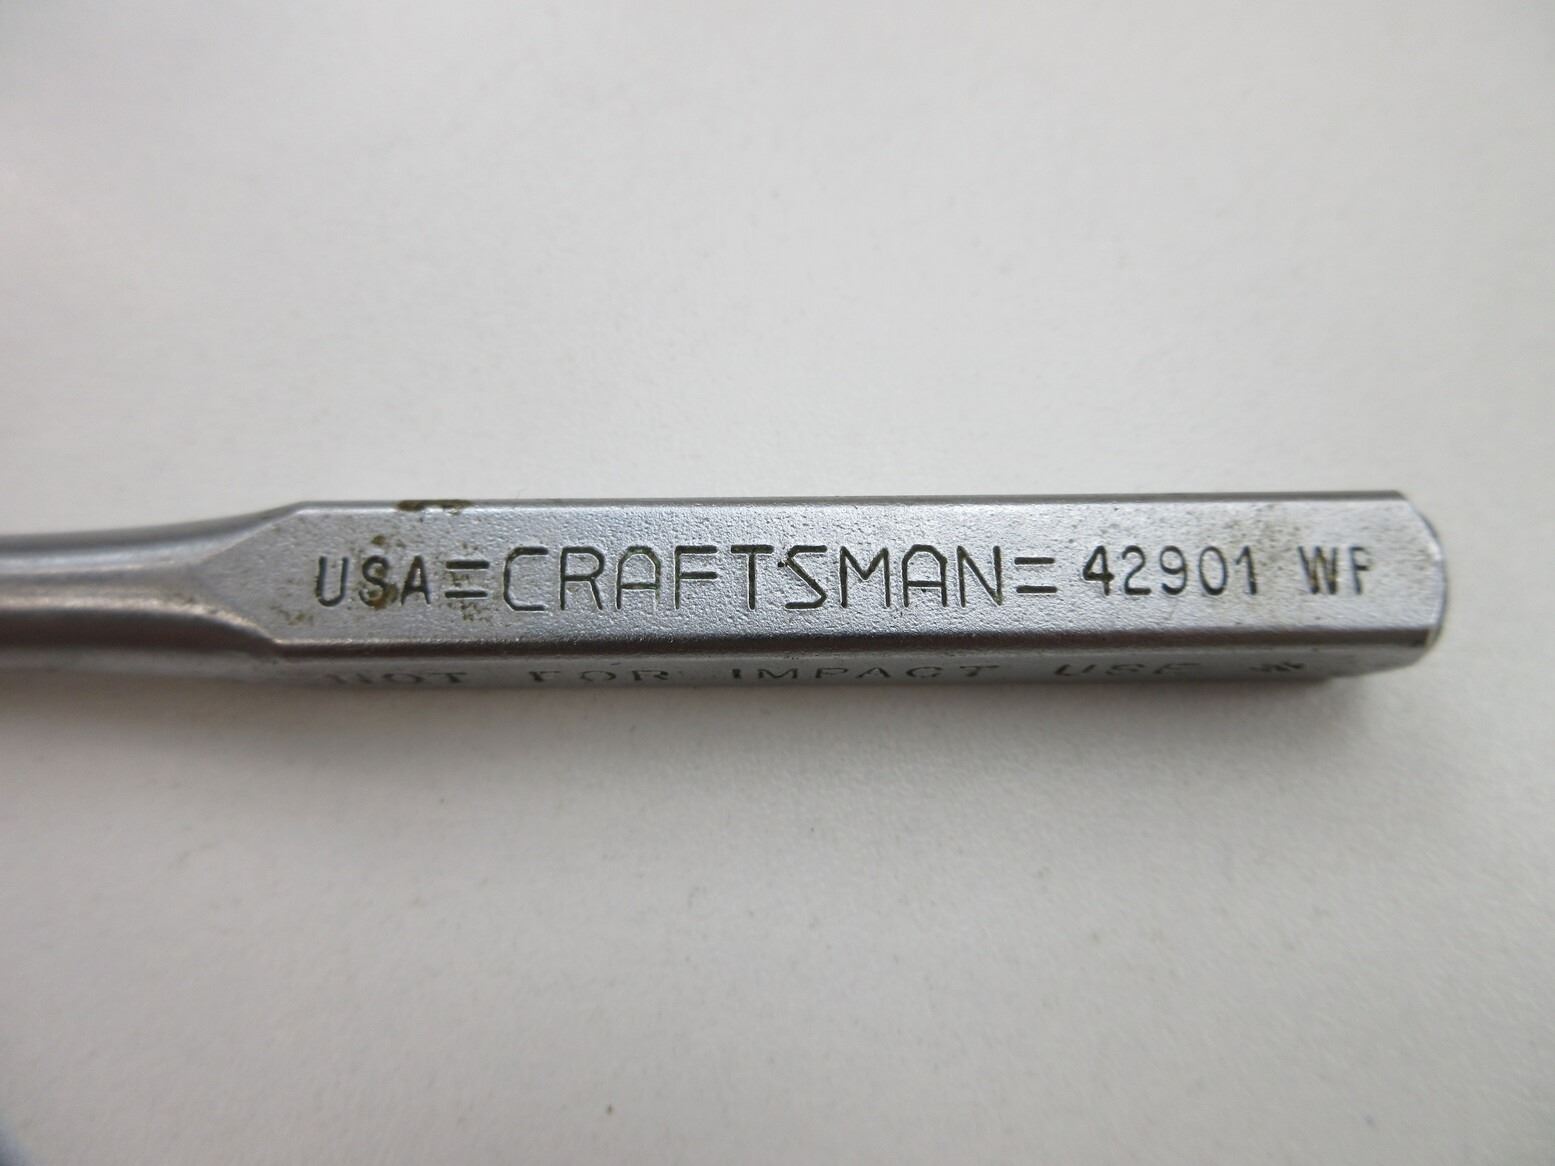 USA =CRAFTSMAN= 42901 WF
NOT FOR IMPACT USE